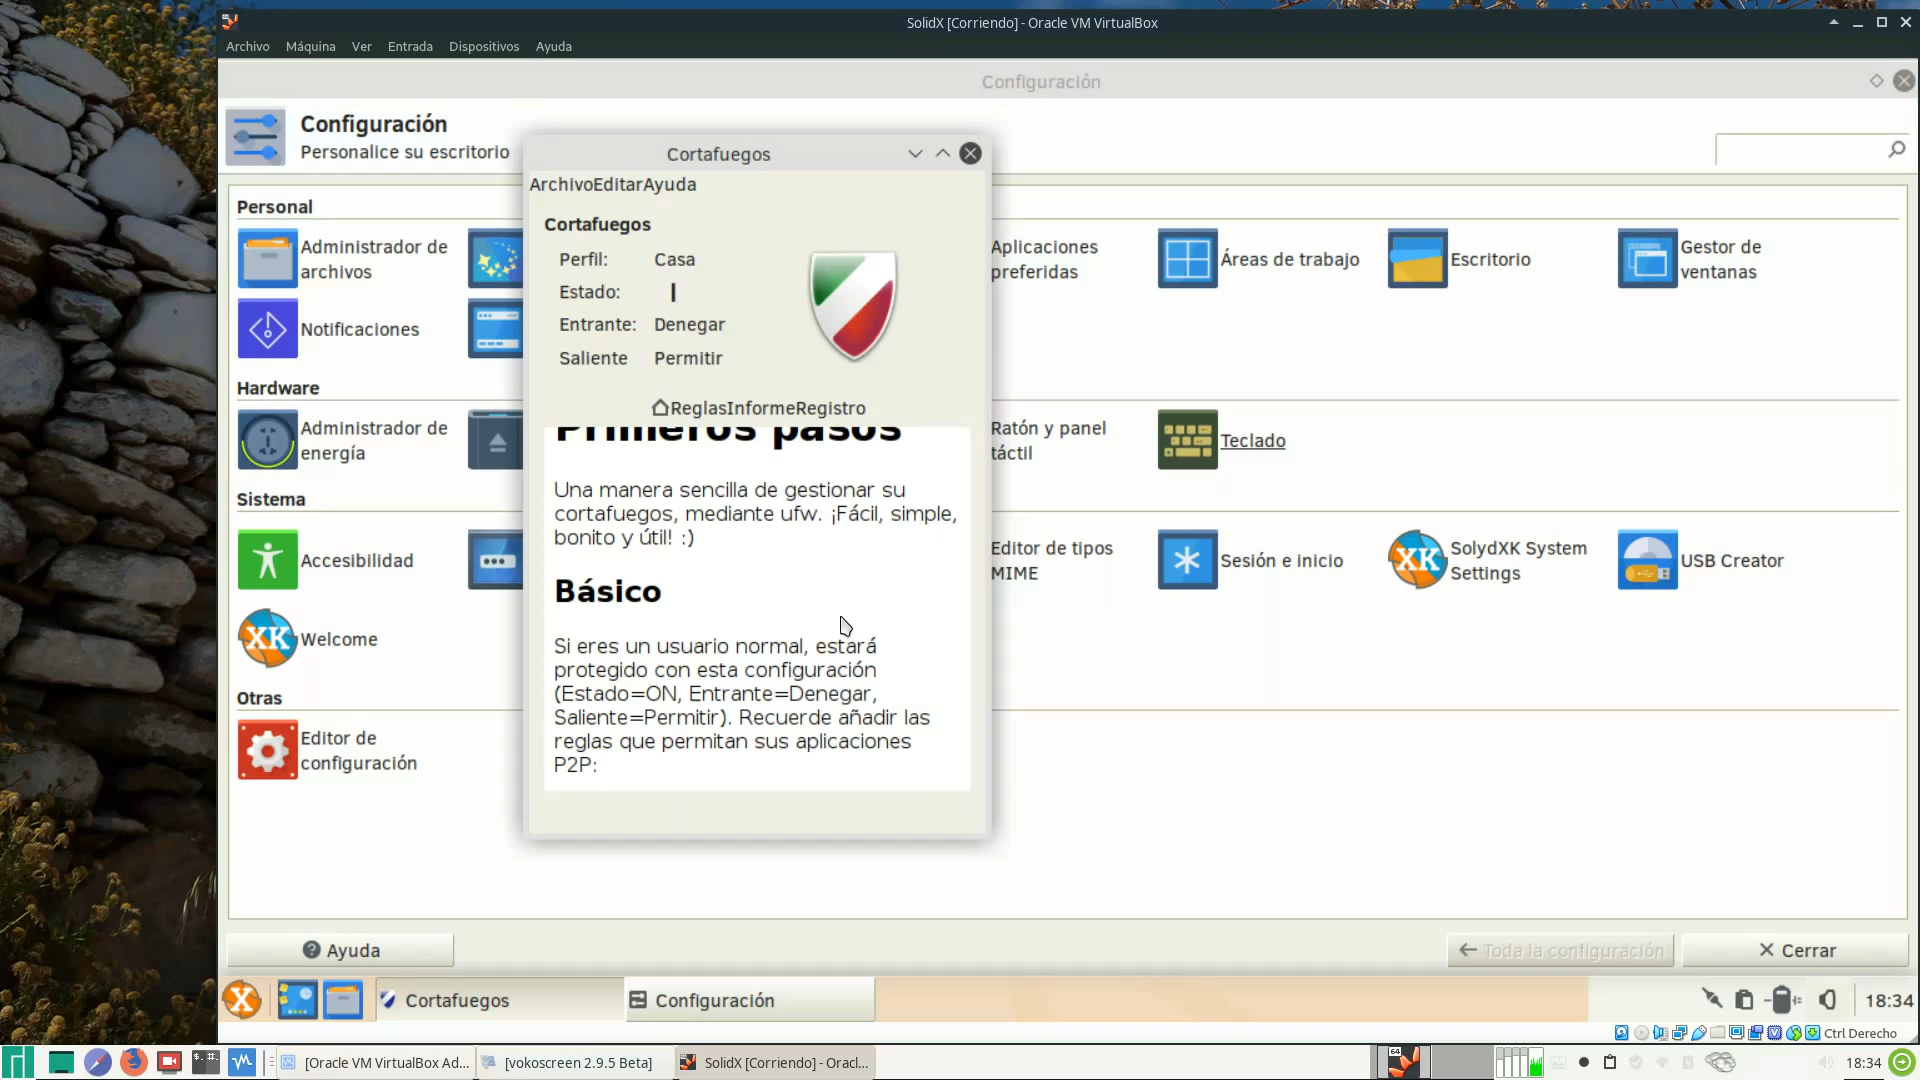 SolidX [Corriendo] - Oracle VM VirtualBox
Archivo Máquina Ver Entrada Dispositivos Ayuda
Configuración
Configuración
Personalice su escritorio
Cortafuegos
ArchivoEditarAyuda
Cortafuegos
Perfil: Casa
Estado:
Entrante: Denegar
Saliente Permitir
ReglasInformeRegistro
Primeros pasos
Una manera sencilla de gestionar su
cortafuegos, mediante ufw. ¡Fácil, simple,
bonito y útil! :)
Básico
Si eres un usuario normal, estará
protegido con esta configuración
(Estado=ON, Entrante=Denegar,
Saliente=Permitir). Recuerde añadir las
reglas que permitan sus aplicaciones
P2P:
Personal
Administrador de
archivos
Aplicaciones
preferidas
Áreas de trabajo
Escritorio
Gestor de
ventanas
Notificaciones
Hardware
Administrador de
energía
Ratón y panel
táctil
Teclado
Sistema
Accesibilidad
Editor de tipos
MIME
Sesión e inicio
XK
SolydXK System
Settings
USB Creator
XK
Welcome
Otras
Editor de
configuración
Ayuda
Toda la configuración
Cerrar
X
Cortafuegos
Configuración
18:34
Ctrl Derecho
[Oracle VM VirtualBox Ad...
[vokoscreen 2.9.5 Beta]
64
SolidX [Corriendo] - Oracl...
64
18:34